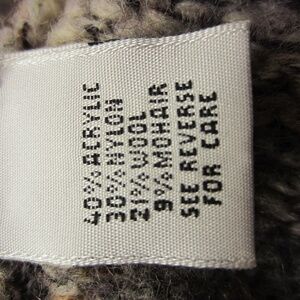 40% ACRYLIC
30% NYLON
21% WOOL
9% MOHAIR
SEE REVERSE
FOR CARE